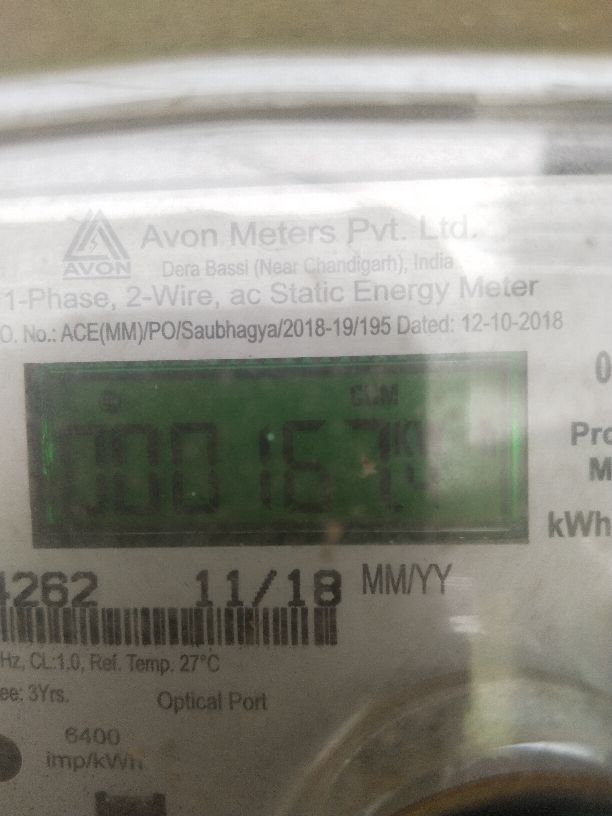 Avon Meters Pvt. Ltd.
AVON
Dera Bassi (Near Chandigarh), India
1-Phase, 2-Wire, ac Static Energy Meter
O. No.: ACE(MM)/PO/Saubhagya/2018-19/195 Dated: 12-10-2018
CUM
000167.4
kWh
4262 11/18 MM/YY
Hz, CL:1.0, Ref. Temp. 27°C
ee: 3Yrs.
Optical Port
6400
imp/kWh